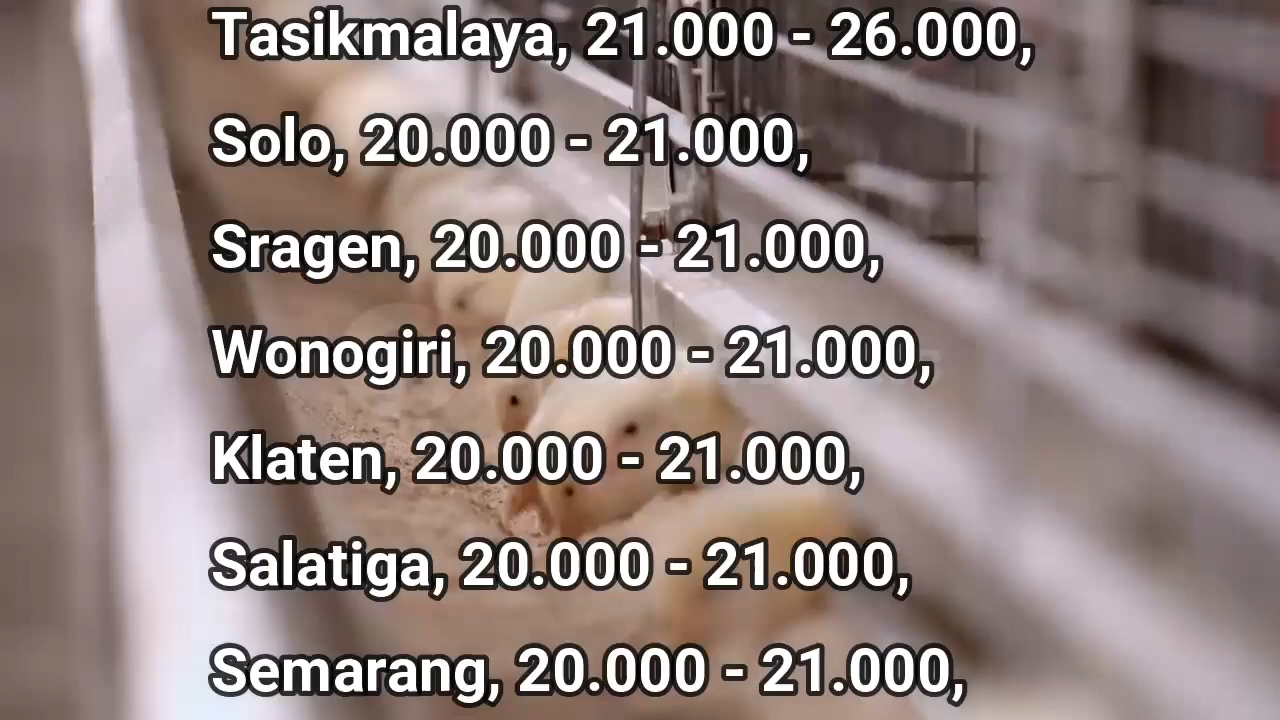 Tasikmalaya, 21.000 - 26.000,
Solo, 20.000 - 21.000,
Sragen, 20.000 - 21.000,
Wonogiri, 20.000 - 21.000,
Klaten, 20.000 - 21.000,
Salatiga, 20.000 - 21.000,
Semarang, 20.000 - 21.000,